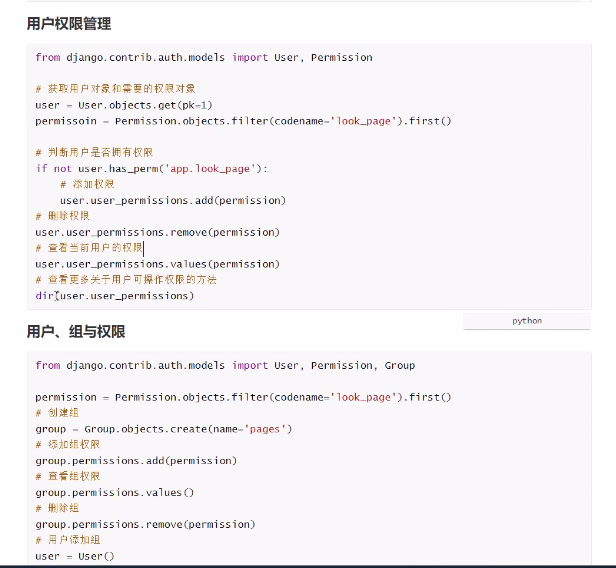 用户权限管理
from django.contrib.auth.models import User, Permission
# 获取用户对象和需要的权限对象
user = User.objects.get(pk=1)
permissoin = Permission.objects.filter(codename='look_page').first()
# 判断用户是否拥有权限
if not user.has_perm('app.look_page'):
# 添加权限
user.user_permissions.add(permission)
# 删除权限
user.user_permissions.remove(permission)
# 查看当前用户的权限
user.user_permissions.values(permission)
# 查看更多关于用户可操作权限的方法
dir(user.user_permissions)
python
用户、组与权限
from django.contrib.auth.models import User, Permission, Group
permission = Permission.objects.filter(codename='look_page').first()
# 创建组
group = Group.objects.create(name='pages')
# 添加组权限
group.permissions.add(permission)
# 查看组权限
group.permissions.values()
# 删除组
group.permissions.remove(permission)
# 用户添加组
user = User()